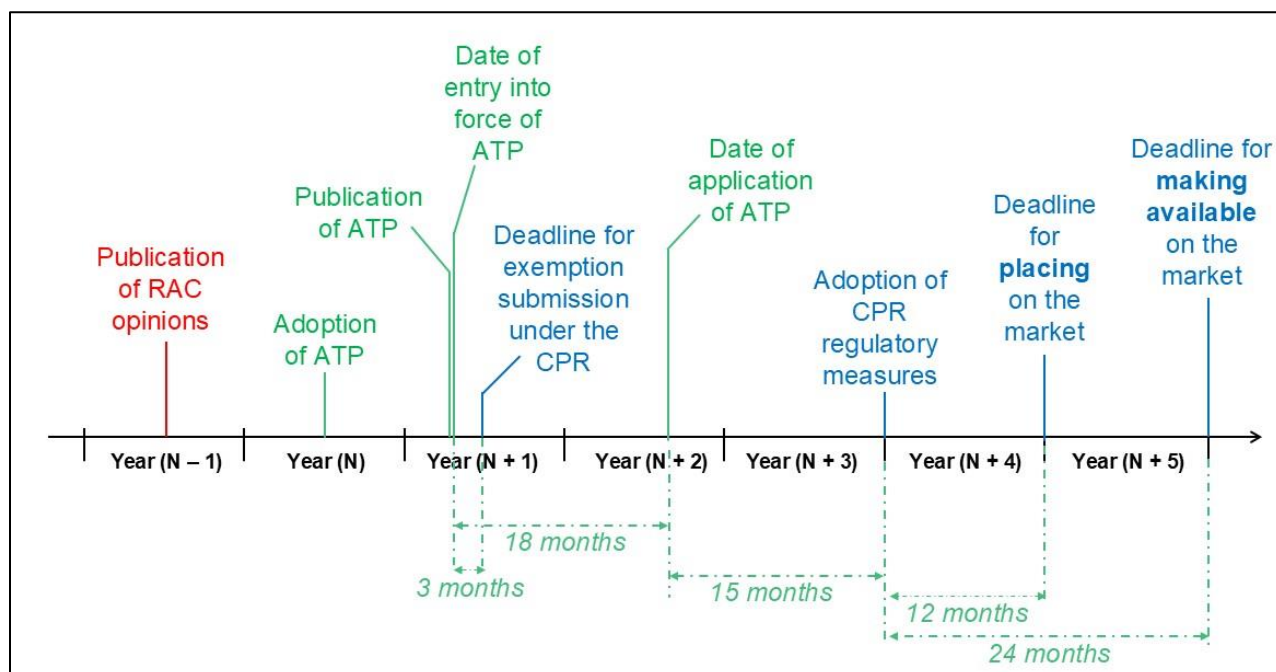 Publication
of RAC
opinions
Adoption
of ATP
Publication
of ATP
Date of
entry into
force of
ATP
Deadline for
exemption
submission
under the
CPR
Date of
application
of ATP
Adoption of
CPR
regulatory
measures
Deadline
for
placing
on the
market
Deadline for
making
available
on the
market
Year (N – 1)
Year (N)
Year (N + 1)
Year (N + 2)
Year (N + 3)
Year (N + 4)
Year (N + 5)
18 months
3 months
15 months
12 months
24 months